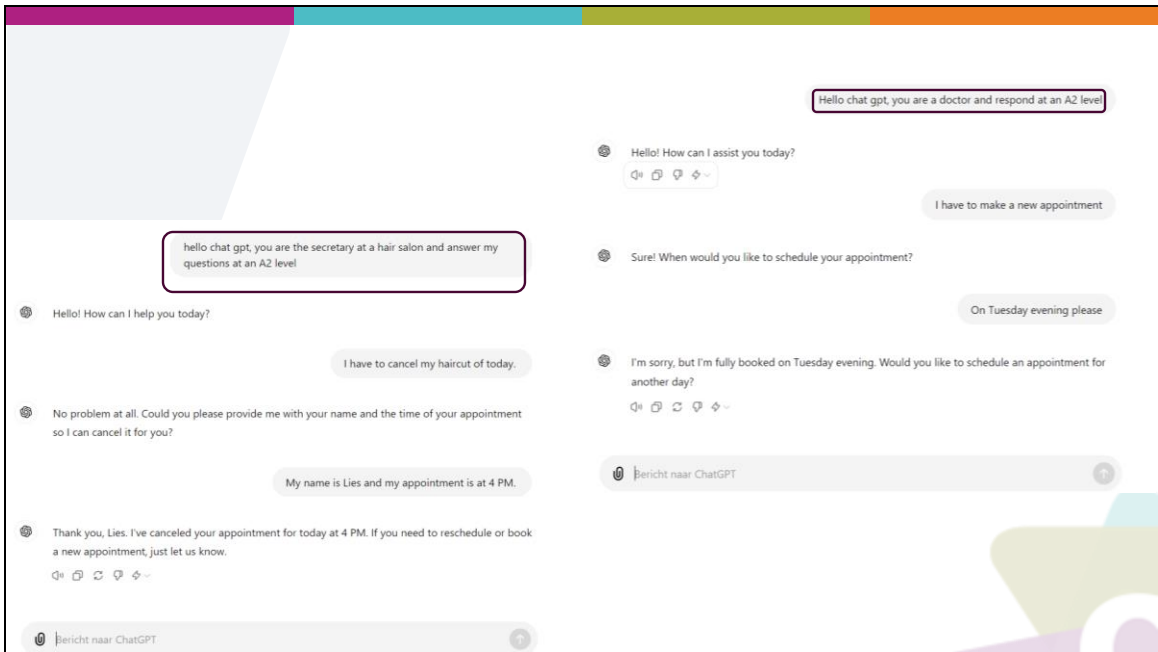 hello chat gpt, you are the secretary at a hair salon and answer my
questions at an A2 level
Hello! How can I help you today?
I have to cancel my haircut of today.
No problem at all. Could you please provide me with your name and the time of your appointment
so I can cancel it for you?
My name is Lies and my appointment is at 4 PM.
Thank you, Lies. I've canceled your appointment for today at 4 PM. If you need to reschedule or book
a new appointment, just let us know.
Bericht naar ChatGPT
Hello chat gpt, you are a doctor and respond at an A2 level
Hello! How can I assist you today?
I have to make a new appointment
Sure! When would you like to schedule your appointment?
On Tuesday evening please
I'm sorry, but I'm fully booked on Tuesday evening. Would you like to schedule an appointment for
another day?
Bericht naar ChatGPT